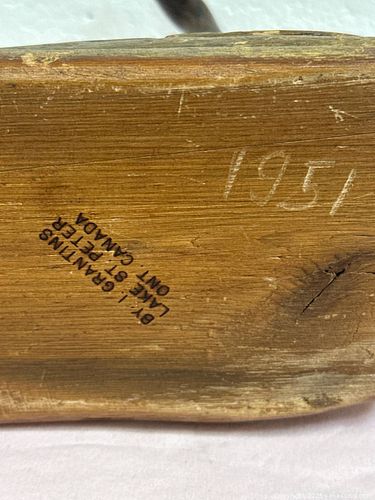 1951
BY I. GRANTINS
LAKE ST. PETER
ONT CANADA